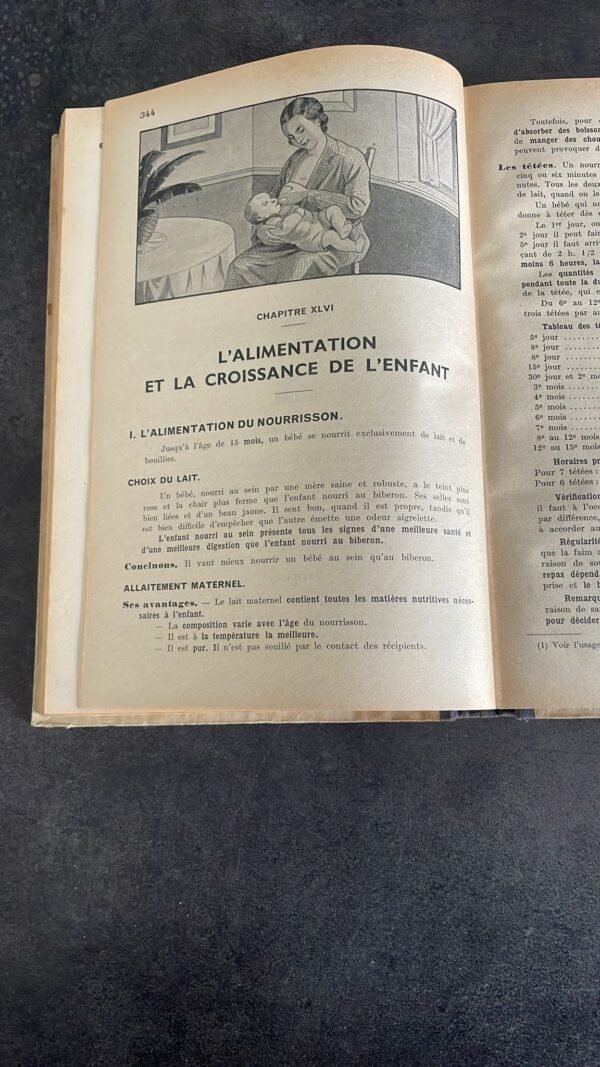 344
CHAPITRE XLVI
L'ALIMENTATION
ET LA CROISSANCE DE L'ENFANT
I. L'ALIMENTATION DU NOURRISSON.
Jusqu'à l'âge de 15 mois, un bébé se nourrit exclusivement de lait et de
bouillies.
CHOIX DU LAIT.
Un bébé, nourri au sein par une mère saine et robuste, a le teint plus
rose et la chair plus ferme que l'enfant nourri au biberon. Ses selles sont
bien liées et d'un beau jaune. Il sent bon, quand il est propre, tandis qu'il
est bien difficile d'empêcher que l'autre émette une odeur aigrelette.
L'enfant nourri au sein présente tous les signes d'une meilleure santé et
d'une meilleure digestion que l'enfant nourri au biberon.
Concluons. Il vaut mieux nourrir un bébé au sein qu'au biberon.
ALLAITEMENT MATERNEL.
Ses avantages. — Le lait maternel contient toutes les matières nutritives néces-
saires à l'enfant.
— La composition varie avec l'âge du nourrisson.
— Il est à la température la meilleure.
— Il est pur. Il n'est pas souillé par le contact des récipients.
Toutefois, pour
d'absorber des boisso
de manger des chou
peuvent provoquer d
Les tétées. Un nourr
cinq ou six minutes
nutes. Tous les deux
de lait, quand on le
Un bébé qui ne
donne à téter dès
Le 1er jour, on
2e jour il peut fai
5e jour il faut arriv
çant de 2 h. 1/2
moins 6 heures, la
Les quantités
pendant toute la du
de la tétée, qui e
Du 6e au 12e
trois tétées par au
Tableau des té
5e jour
8e jour
8e jour
15e jour
30e jour et 2e mo
3e mois
4e mois
5e mois
6e mois
7e mois
8e au 12e mois
12e au 15e mois
Horaires pr
Pour 7 tétées :
Pour 6 tétées :
Vérification
il faut à l'occ
par différence,
à accorder au
Régularité
que la faim a
raison de sou
repas dépend
prise et le b
Remarqu
raison de sa
pour décider
(1) Voir l'usage